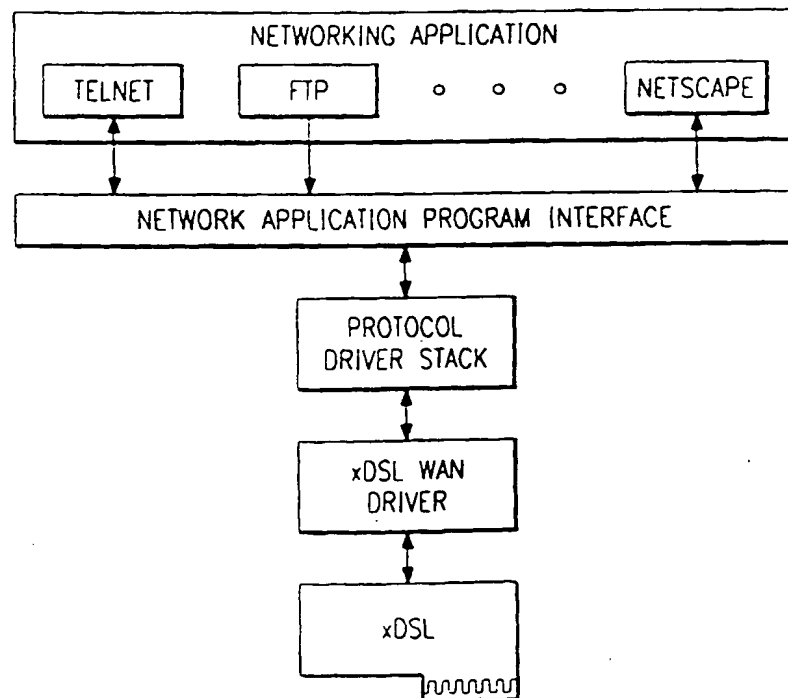 NETWORKING APPLICATION
TELNET
FTP
NETSCAPE
NETWORK APPLICATION PROGRAM INTERFACE
PROTOCOL
DRIVER STACK
xDSL WAN
DRIVER
xDSL